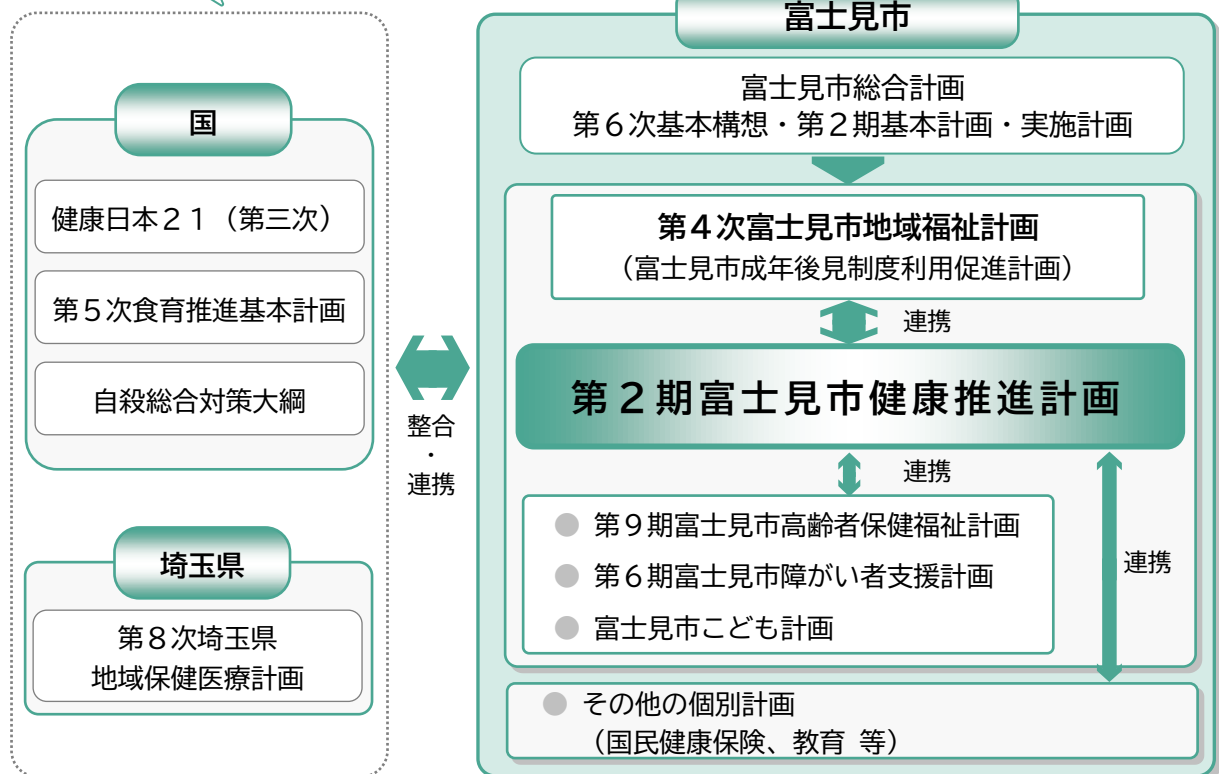 国
健康日本２１（第三次）
第５次食育推進基本計画
自殺総合対策大綱
埼玉県
第８次埼玉県
地域保健医療計画
整合
・
連携
富士見市
富士見市総合計画
第６次基本構想・第２期基本計画・実施計画
第４次富士見市地域福祉計画
（富士見市成年後見制度利用促進計画）
連携
第２期富士見市健康推進計画
連携
● 第９期富士見市高齢者保健福祉計画
● 第６期富士見市障がい者支援計画
● 富士見市こども計画
連携
● その他の個別計画
（国民健康保険、教育 等）